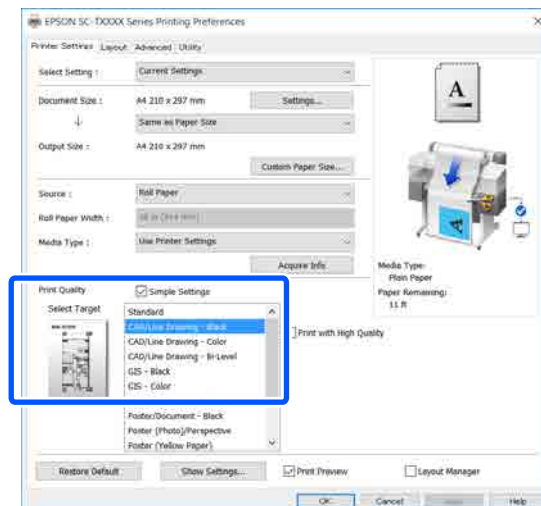 EPSON SC-TXXXX Series Printing Preferences
Printer Settings Layout Advanced Utility
Select Setting : Current Settings
Document Size : A4 210 x 297 mm Settings...
Same as Paper Size
Output Size : A4 210 x 297 mm
Custom Paper Size...
Source : Roll Paper
Roll Paper Width :
Media Type : Use Printer Settings
Acquire Info
Media Type:
Plain Paper
Paper Remaining:
11 ft
Print Quality Simple Settings
Select Target
Standard
CAD/Line Drawing - Black
CAD/Line Drawing - Color
CAD/Line Drawing - Bi-Level
GIS - Black
GIS - Color
Print with High Quality
Poster/Document - Black
Poster (Photo)/Perspective
Poster (Yellow Paper)
Restore Default Show Settings... Print Preview Layout Manager
OK Cancel Help
A
A